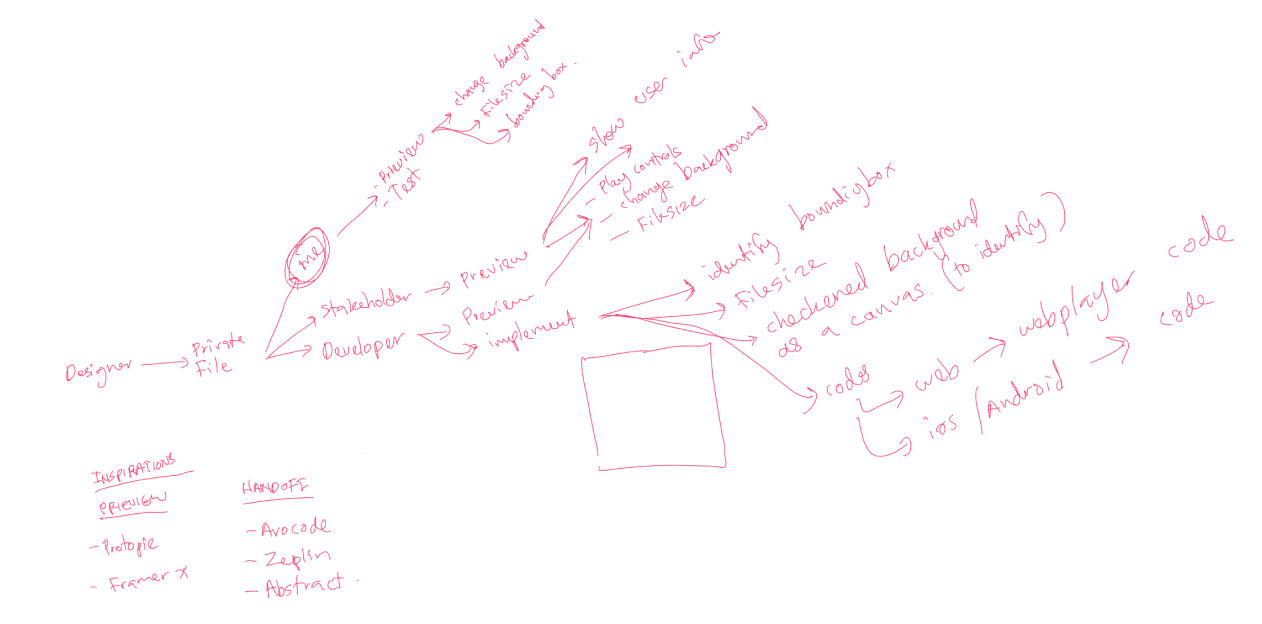 change background
Filesize
bounding box.
- Preview
- Test
me
Designer
Private
File
Stakeholder
Preview
Developer
Preview
implement
Show user info
- Play controls
- change background
- Filesize
identify boundigbox
Filesize
checkered background
as a canvas. (to identify)
codes
web
webplayer code
ios / Android
code
INSPIRATIONS
PREVIEW
- Protopie
- Framer X
HANDOFF
- Avocode
- Zeplin
- Abstract.